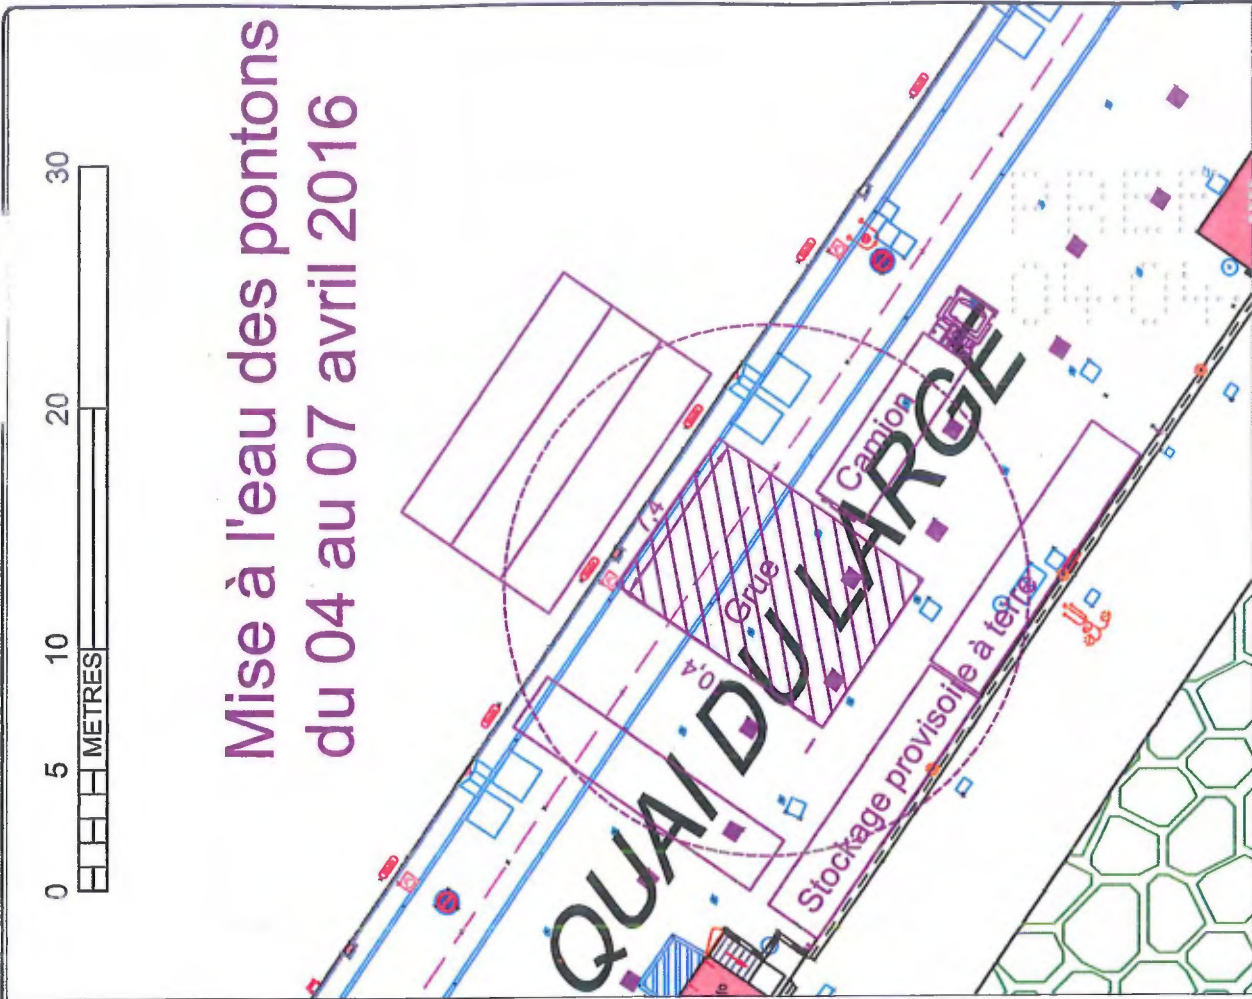 Mise à l'eau des pontons
du 04 au 07 avril 2016
0 5 10 20 30
METRES
QUAI DU LARGE
7,4
Grue
0,4
Camion
Stockage provisoire à terre